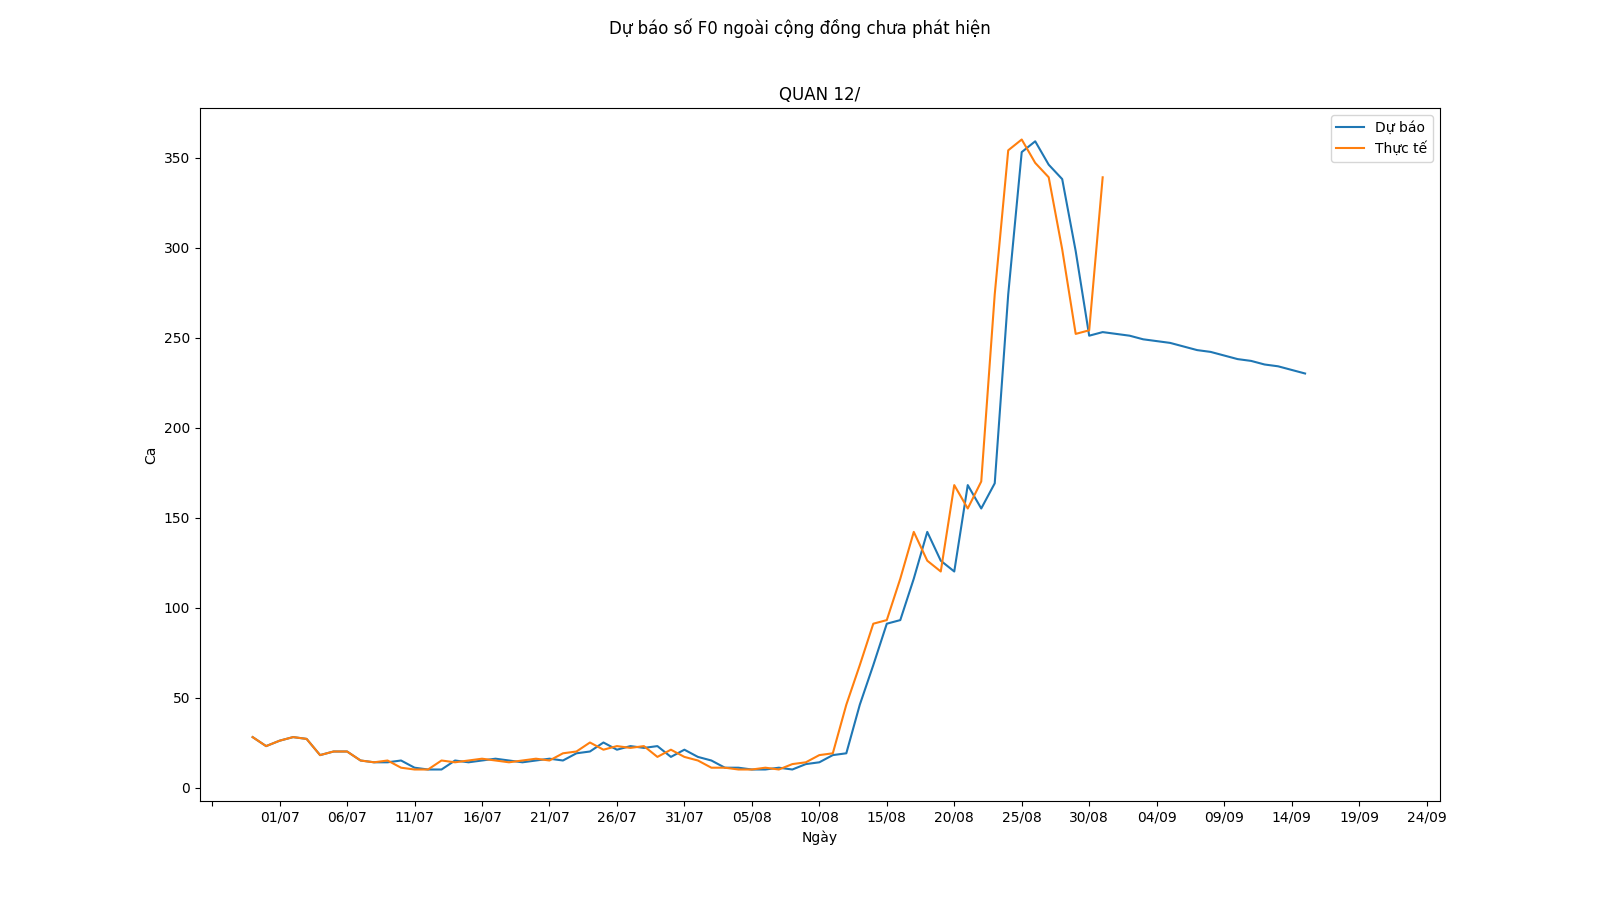 Dự báo số F0 ngoài cộng đồng chưa phát hiện
QUAN 12/
Dự báo
Thực tế
350
300
250
200
150
100
50
0
Ca
01/07 06/07 11/07 16/07 21/07 26/07 31/07 05/08 10/08 15/08 20/08 25/08 30/08 04/09 09/09 14/09 19/09 24/09
Ngày